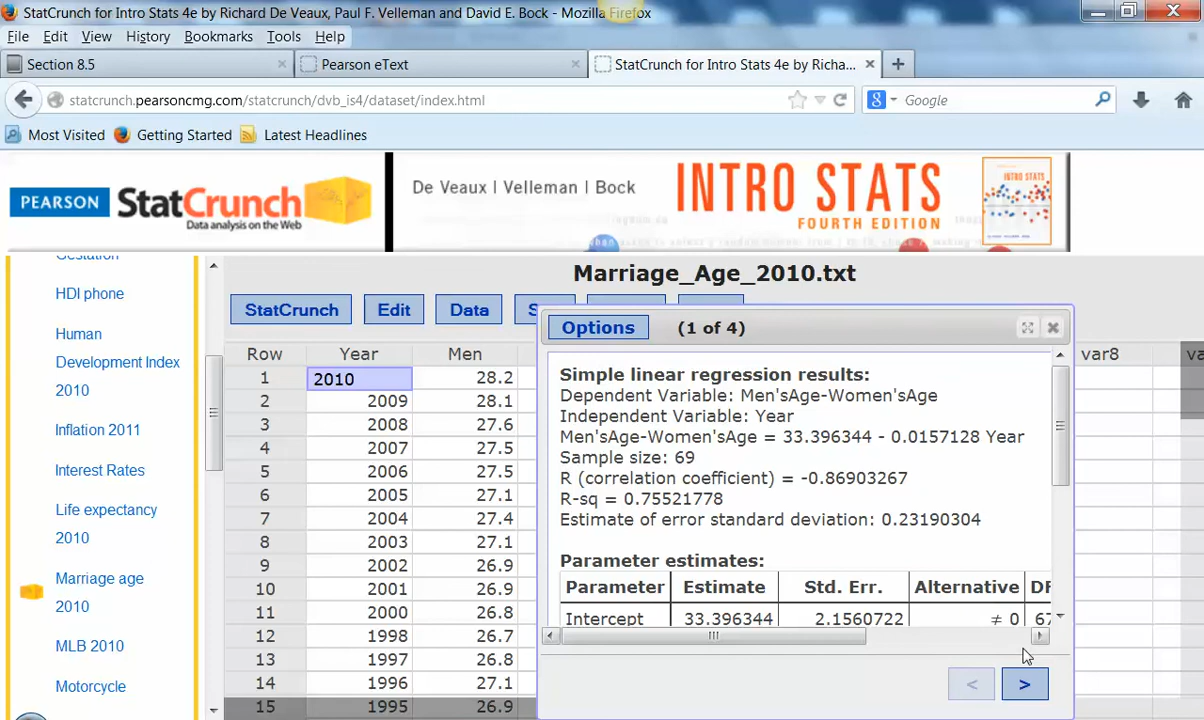 StatCrunch for Intro Stats 4e by Richard De Veaux, Paul F. Velleman and David E. Bock - Mozilla Firefox
File Edit View History Bookmarks Tools Help
Section 8.5 Pearson eText StatCrunch for Intro Stats 4e by Richa...
statcrunch.pearsoncmg.com/statcrunch/dvb_is4/dataset/index.html Google
Most Visited Getting Started Latest Headlines
PEARSON StatCrunch
Data analysis on the Web
De Veaux | Velleman | Bock
INTRO STATS
FOURTH EDITION
INTRO STATS
Gestation
HDI phone
Human
Development Index
2010
Inflation 2011
Interest Rates
Life expectancy
2010
Marriage age
2010
MLB 2010
Motorcycle
Marriage_Age_2010.txt
StatCrunch Edit Data S
Row Year Men var8 va
1 2010 28.2
2 2009 28.1
3 2008 27.6
4 2007 27.5
5 2006 27.5
6 2005 27.1
7 2004 27.4
8 2003 27.1
9 2002 26.9
10 2001 26.9
11 2000 26.8
12 1998 26.7
13 1997 26.8
14 1996 27.1
15 1995 26.9
Options (1 of 4)
Simple linear regression results:
Dependent Variable: Men'sAge-Women'sAge
Independent Variable: Year
Men'sAge-Women'sAge = 33.396344 - 0.0157128 Year
Sample size: 69
R (correlation coefficient) = -0.86903267
R-sq = 0.75521778
Estimate of error standard deviation: 0.23190304
Parameter estimates:
Parameter Estimate Std. Err. Alternative DF
Intercept 33.396344 2.1560722 ≠ 0 67
< >